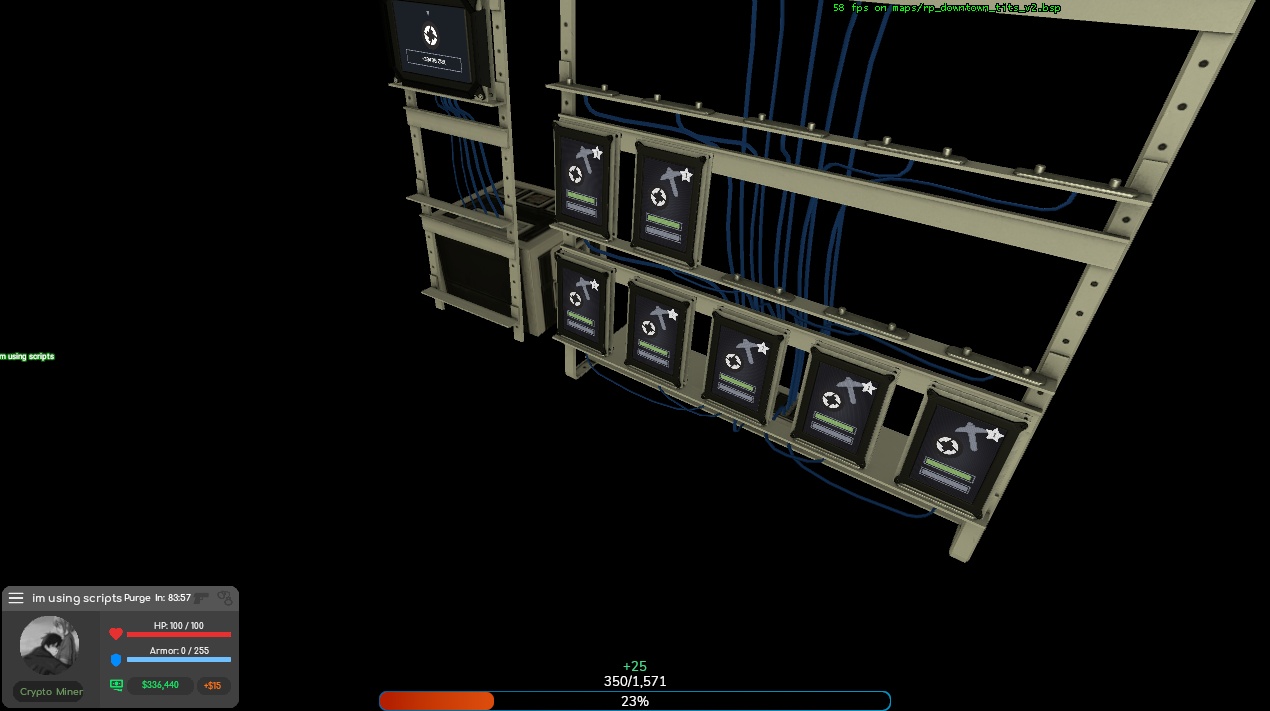 58 fps on maps/rp_downtown_tits_v2.bsp
m using scripts
im using scripts
Purge In: 83:57
HP: 100 / 100
Armor: 0 / 255
$336,440
+$15
Crypto Miner
+25
350/1,571
23%